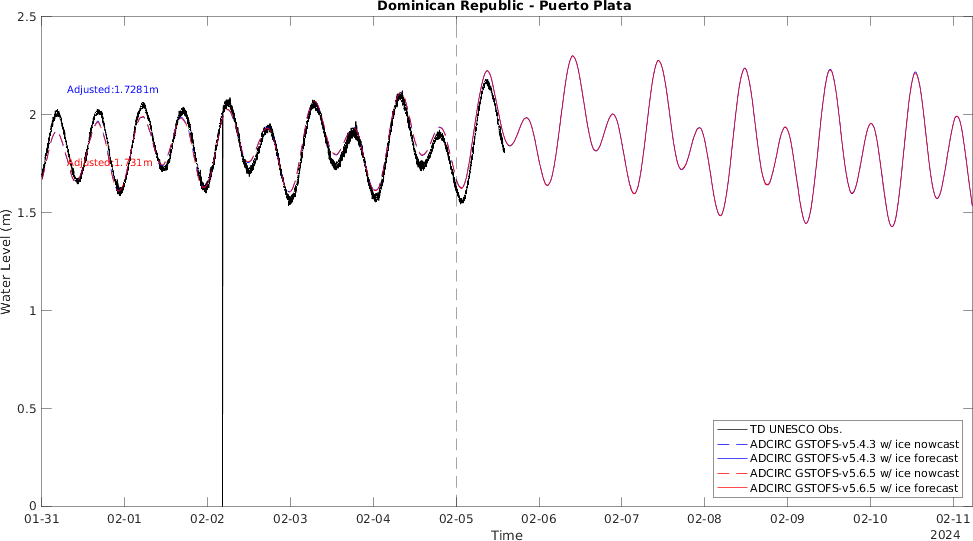 Dominican Republic - Puerto Plata
2.5
2
1.5
1
0.5
0
Water Level (m)
Adjusted:1.7281m
Adjusted:1.731m
TD UNESCO Obs.
ADCIRC GSTOFS-v5.4.3 w/ ice nowcast
ADCIRC GSTOFS-v5.4.3 w/ ice forecast
ADCIRC GSTOFS-v5.6.5 w/ ice nowcast
ADCIRC GSTOFS-v5.6.5 w/ ice forecast
01-31 02-01 02-02 02-03 02-04 02-05 02-06 02-07 02-08 02-09 02-10 02-11
Time
2024